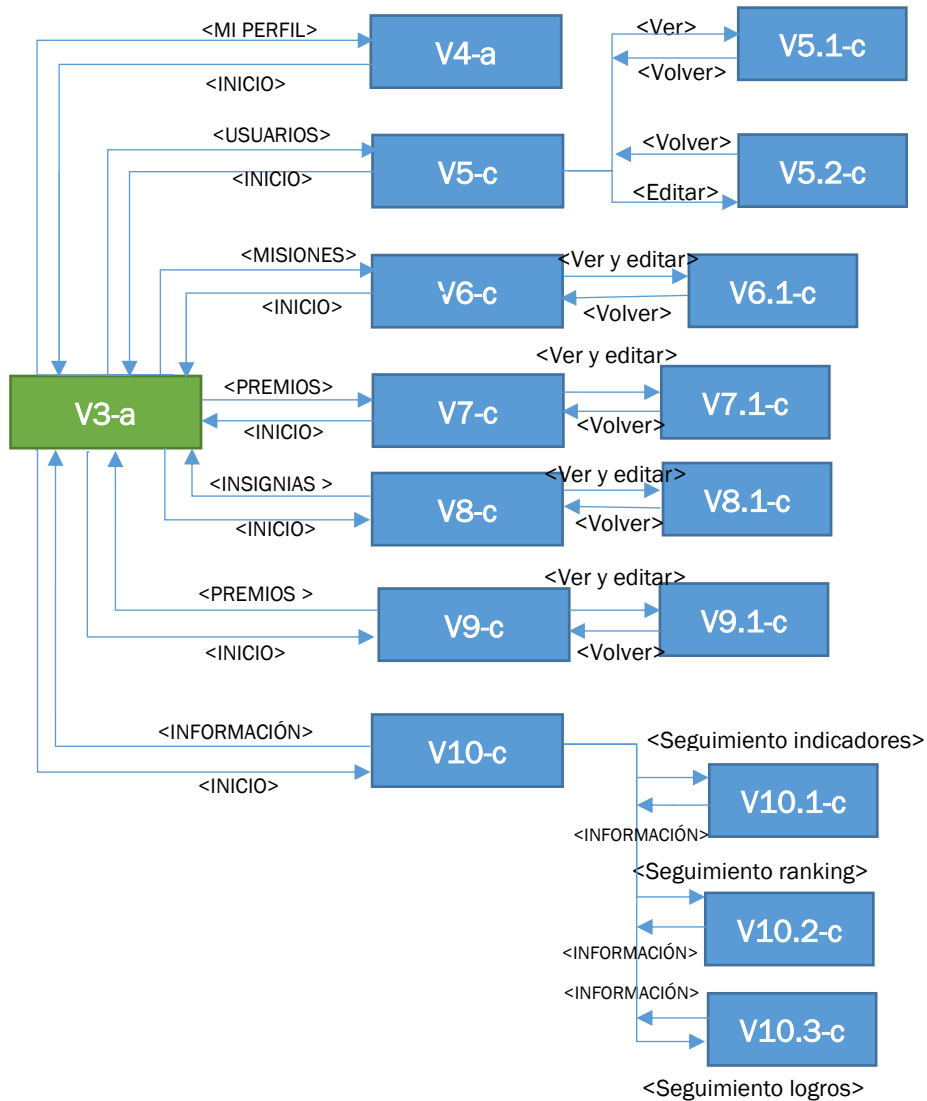 <MI PERFIL>
V4-a
<INICIO>
<Ver>
V5.1-c
<Volver>
<USUARIOS>
V5-c
<INICIO>
<Volver>
V5.2-c
<Editar>
<MISIONES>
V6-c
<INICIO>
<Ver y editar>
V6.1-c
<Volver>
V3-a
<PREMIOS>
V7-c
<INICIO>
<Ver y editar>
V7.1-c
<Volver>
<INSIGNIAS >
V8-c
<INICIO>
<Ver y editar>
V8.1-c
<Volver>
<PREMIOS >
V9-c
<INICIO>
<Ver y editar>
V9.1-c
<Volver>
<INFORMACIÓN>
V10-c
<INICIO>
<Seguimiento indicadores>
V10.1-c
<INFORMACIÓN>
<Seguimiento ranking>
V10.2-c
<INFORMACIÓN>
<INFORMACIÓN>
V10.3-c
<Seguimiento logros>